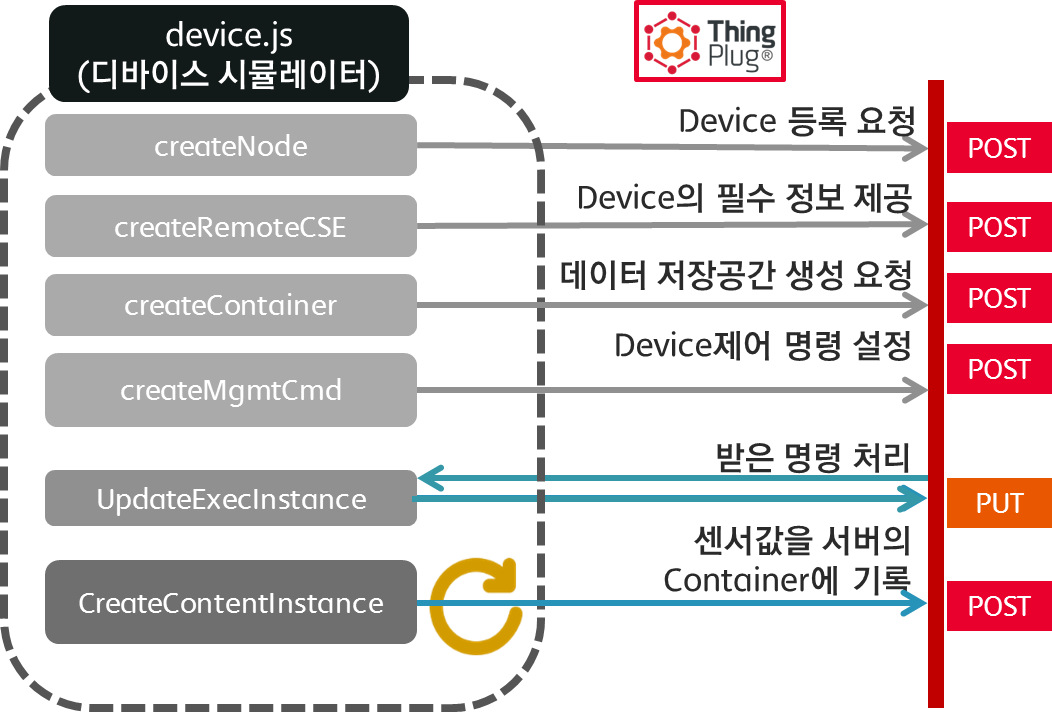 device.js
(디바이스 시뮬레이터)
Thing
Plug®
createNode
Device 등록 요청
POST
createRemoteCSE
Device의 필수 정보 제공
POST
createContainer
데이터 저장공간 생성 요청
POST
createMgmtCmd
Device제어 명령 설정
POST
UpdateExecInstance
받은 명령 처리
PUT
CreateContentInstance
센서값을 서버의
Container에 기록
POST